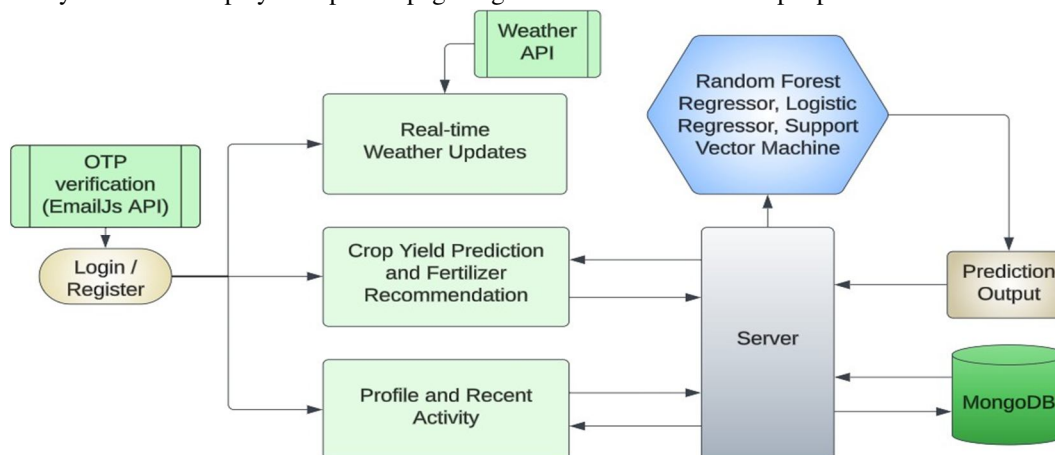 Weather
API
Random Forest
Regressor, Logistic
Regressor, Support
Vector Machine
Real-time
Weather Updates
OTP
verification
(EmailJs API)
Login /
Register
Crop Yield Prediction
and Fertilizer
Recommendation
Prediction
Output
Server
Profile and Recent
Activity
MongoDB